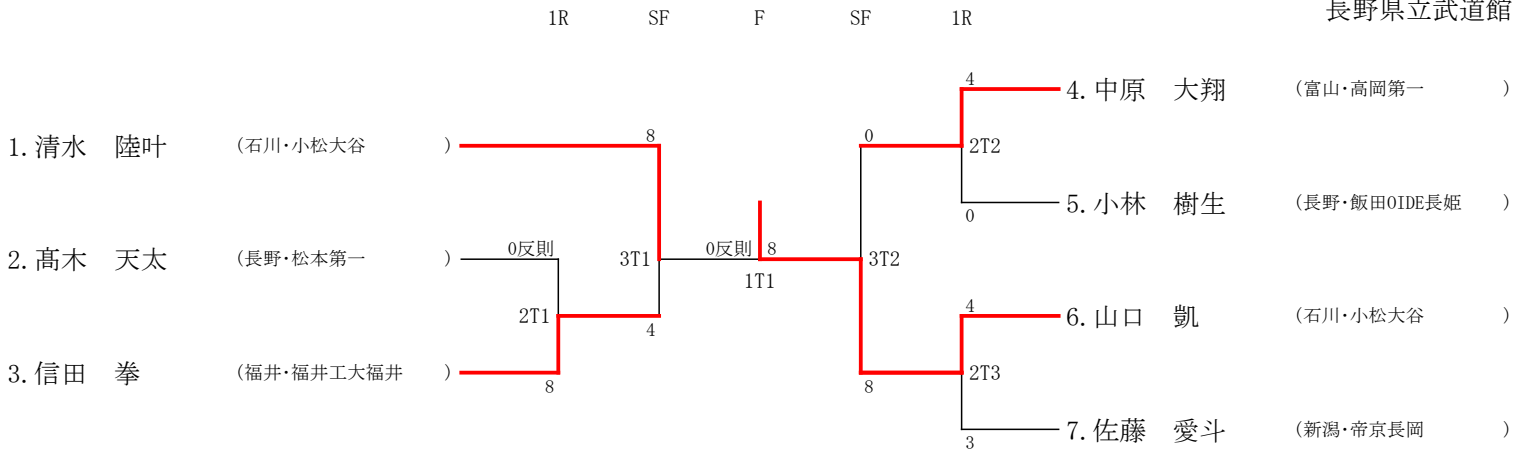 長野県立武道館
1R SF F SF 1R
4
4. 中原 大翔 (富山・高岡第一 )
1. 清水 陸叶 (石川・小松大谷 ) 8 0 2T2
0 5. 小林 樹生 (長野・飯田OIDE長姫 )
2. 髙木 天太 (長野・松本第一 ) 0反則 3T1 0反則 8 3T2
1T1
2T1 4 4 6. 山口 凱 (石川・小松大谷 )
3. 信田 拳 (福井・福井工大福井 ) 8 8 2T3
3 7. 佐藤 愛斗 (新潟・帝京長岡 )